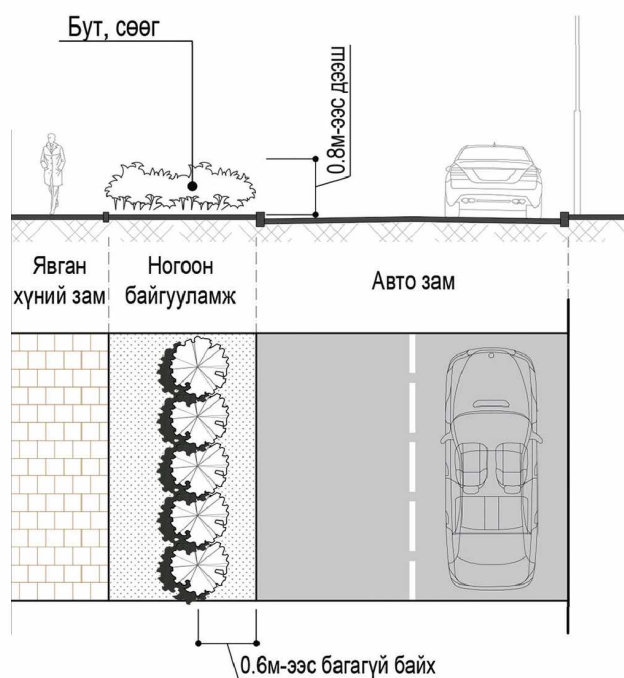 Бут, сөөг
0.8м-ээс дээш
Явган
хүний зам
Ногоон
байгууламж
Авто зам
0.6м-ээс багагүй байх